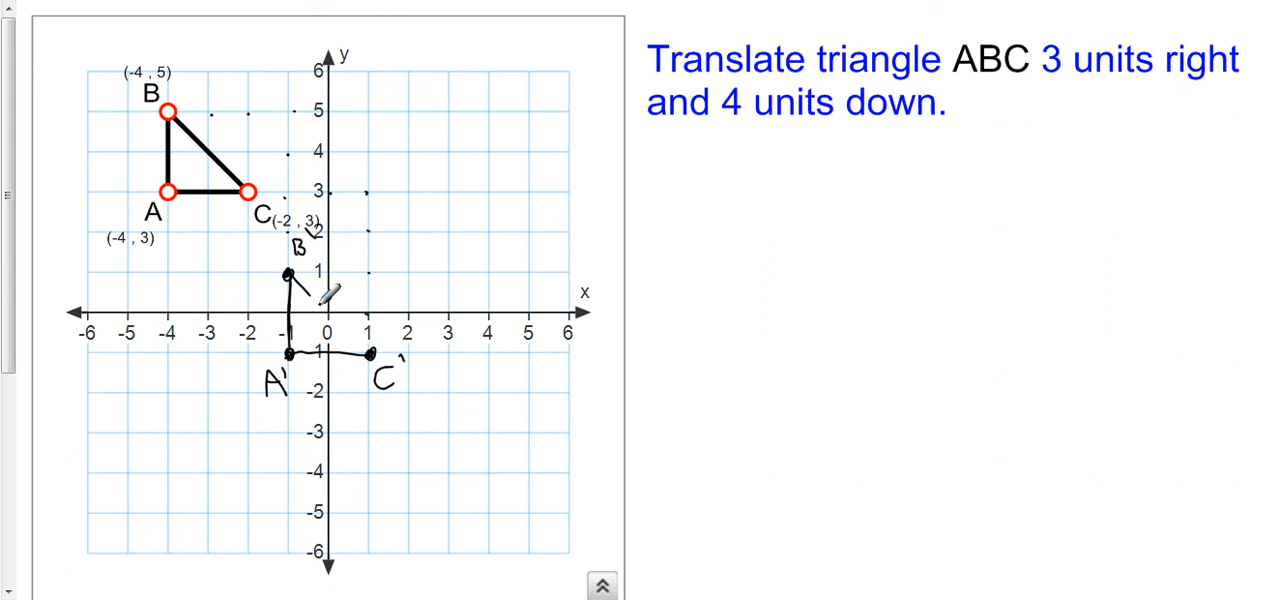 Translate triangle ABC 3 units right
and 4 units down.
y
(-4 , 5)
6
B
5
4
3
A
C(-2 , 3)
2
(-4 , 3)
B'
1
x
-6 -5 -4 -3 -2 -1 0 1 2 3 4 5 6
-1
A'
C'
-2
-3
-4
-5
-6